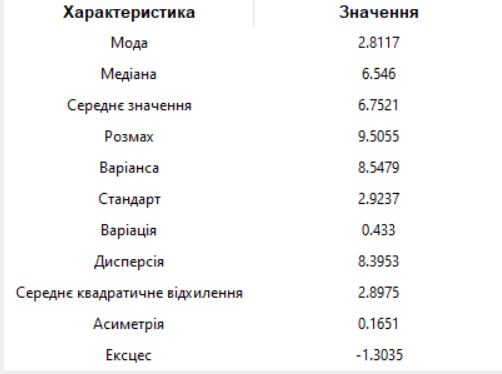 Характеристика Значення
Мода 2.8117
Медіана 6.546
Середнє значення 6.7521
Розмах 9.5055
Варіанса 8.5479
Стандарт 2.9237
Варіація 0.433
Дисперсія 8.3953
Середнє квадратичне відхилення 2.8975
Асиметрія 0.1651
Ексцес -1.3035